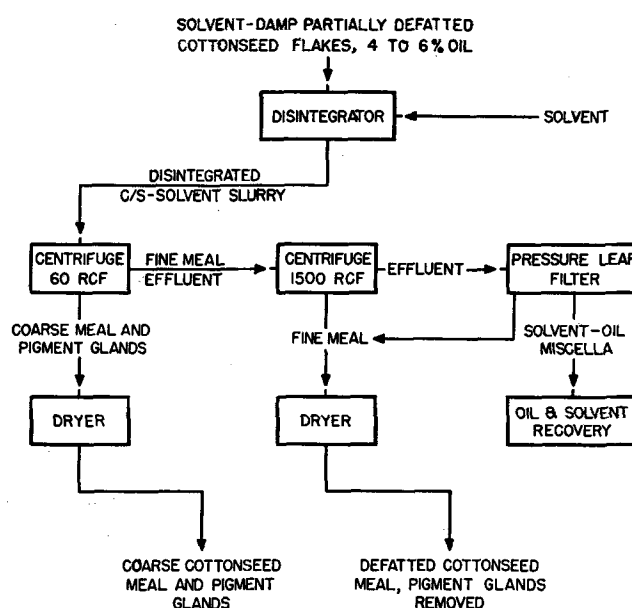 SOLVENT-DAMP PARTIALLY DEFATTED
COTTONSEED FLAKES, 4 TO 6% OIL
DISINTEGRATOR
SOLVENT
DISINTEGRATED
C/S-SOLVENT SLURRY
CENTRIFUGE
60 RCF
FINE MEAL
EFFLUENT
CENTRIFUGE
1500 RCF
EFFLUENT
PRESSURE LEAF
FILTER
COARSE MEAL AND
PIGMENT GLANDS
FINE MEAL
SOLVENT-OIL
MISCELLA
DRYER
DRYER
OIL & SOLVENT
RECOVERY
COARSE COTTONSEED
MEAL AND PIGMENT
GLANDS
DEFATTED COTTONSEED
MEAL, PIGMENT GLANDS
REMOVED